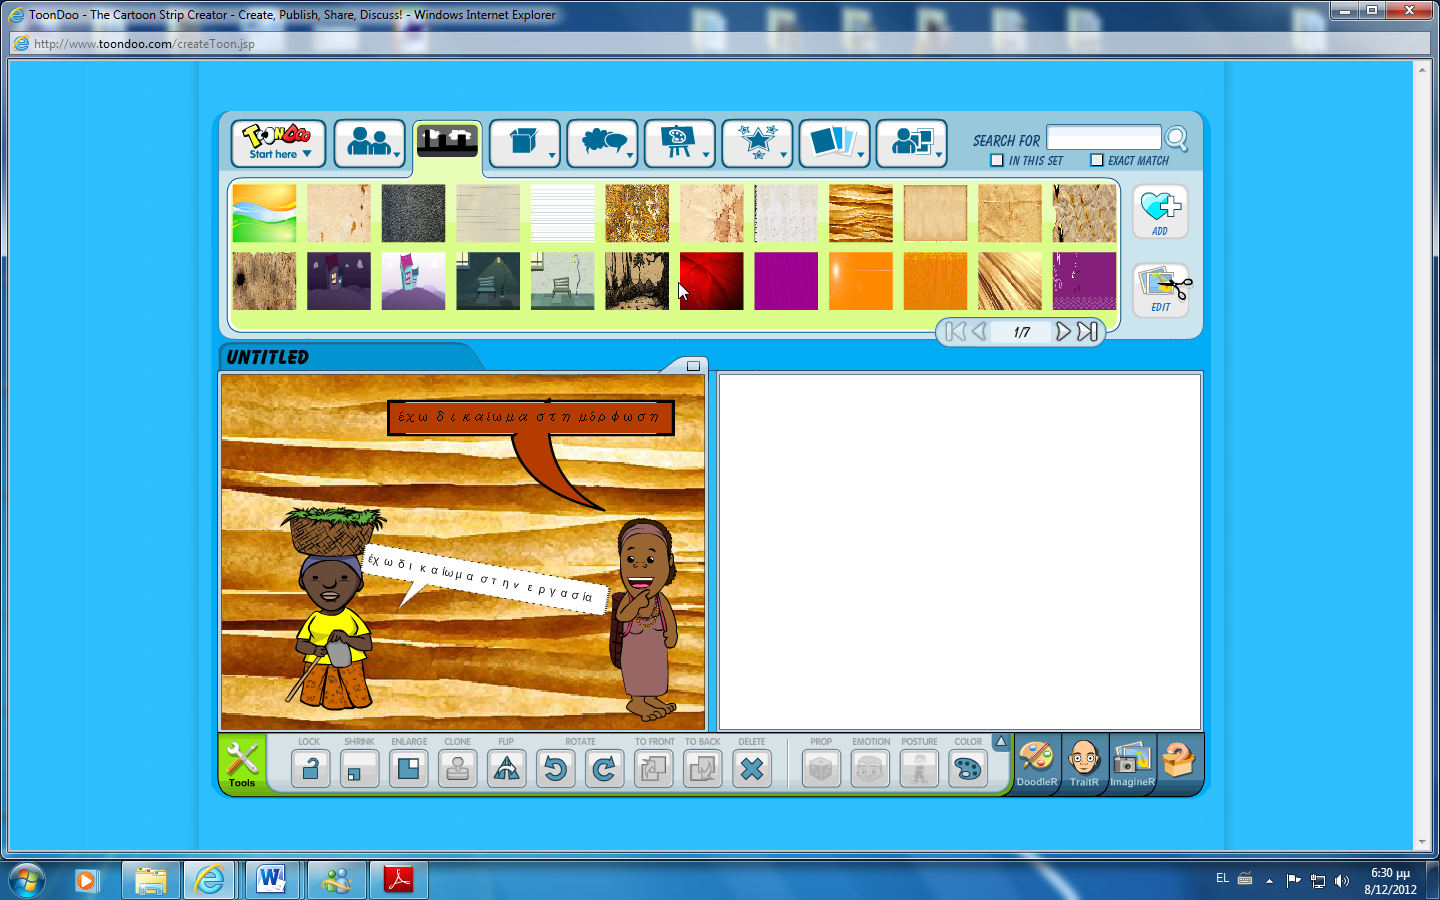 ToonDoo - The Cartoon Strip Creator - Create, Publish, Share, Discuss! - Windows Internet Explorer
http://www.toondoo.com/createToon.jsp
TOONDOO
Start here
SEARCH FOR
IN THIS SET EXACT MATCH
ADD
EDIT
1/7
UNTITLED
έχω δικαίωμα στη μόρφωση
έχω δικαίωμα στην εργασία
LOCK SHRINK ENLARGE CLONE FLIP ROTATE TO FRONT TO BACK DELETE PROP EMOTION POSTURE COLOR
Tools DoodleR TraitR ImagineR
EL 6:30 μμ
8/12/2012